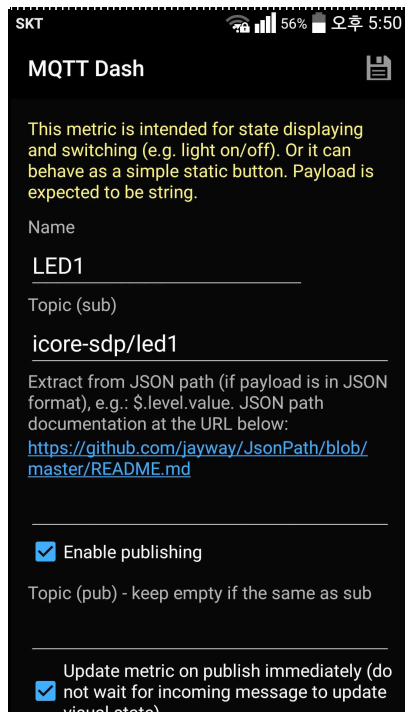 SKT 56% 오후 5:50
MQTT Dash
This metric is intended for state displaying
and switching (e.g. light on/off). Or it can
behave as a simple static button. Payload is
expected to be string.
Name
LED1
Topic (sub)
icore-sdp/led1
Extract from JSON path (if payload is in JSON
format), e.g.: $.level.value. JSON path
documentation at the URL below:
https://github.com/jayway/JsonPath/blob/
master/README.md
Enable publishing
Topic (pub) - keep empty if the same as sub
Update metric on publish immediately (do
not wait for incoming message to update
visual state)